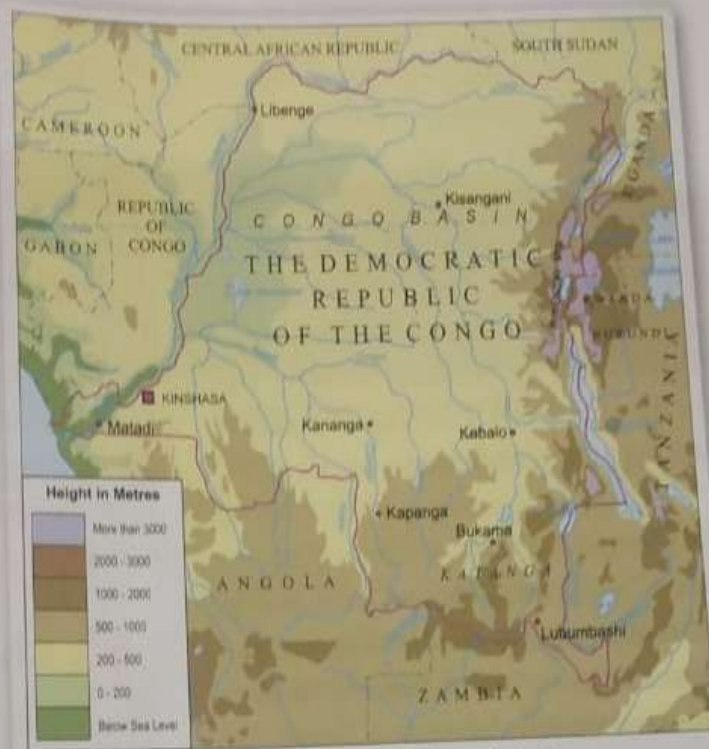 CENTRAL AFRICAN REPUBLIC
SOUTH SUDAN
Libenge
CAMEROON
UGANDA
Kisangani
REPUBLIC
OF
CONGO
CONGO BASIN
GABON
THE DEMOCRATIC
REPUBLIC
OF THE CONGO
RWANDA
BURUNDI
TANZANIA
KINSHASA
Matadi
Kananga
Kabalo
Kapanga
Bukama
KATANGA
ANGOLA
Lubumbashi
ZAMBIA
Height in Metres
More than 3000
2000 - 3000
1000 - 2000
500 - 1000
200 - 500
0 - 200
Below Sea Level